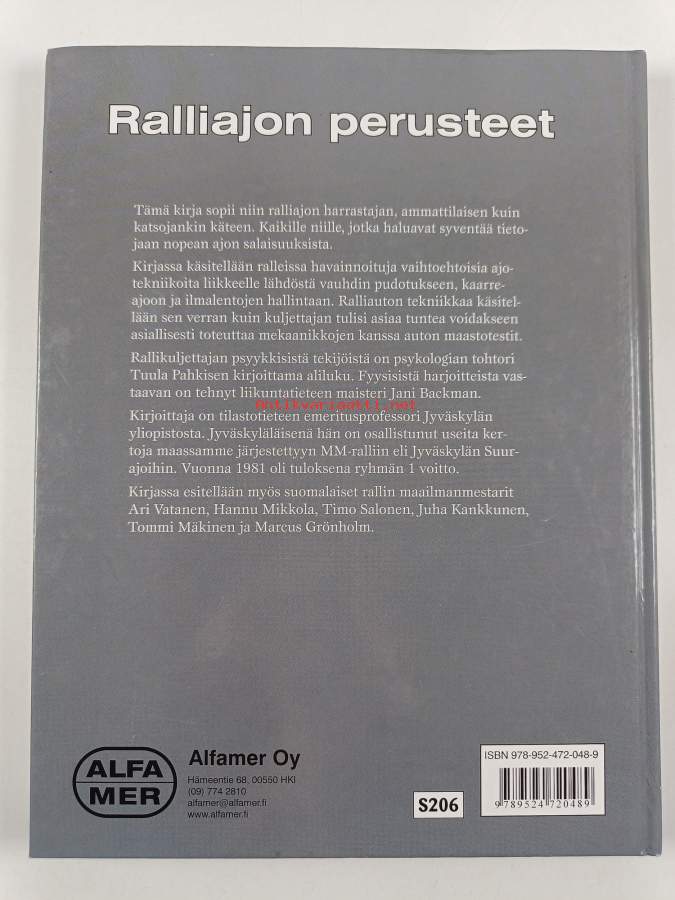 Ralliajon perusteet
Tämä kirja sopii niin ralliajon harrastajan, ammattilaisen kuin
katsojankin käteen. Kaikille niille, jotka haluavat syventää tieto-
jaan nopean ajon salaisuuksista.
Kirjassa käsitellään ralleissa havainnoituja vaihtoehtoisia ajo-
tekniikoita liikkeelle lähdöstä vauhdin pudotukseen, kaarre-
ajoon ja ilmalentojen hallintaan. Ralliauton tekniikkaa käsitel-
lään sen verran kuin kuljettajan tulisi asiaa tuntea voidakseen
asiallisesti toteuttaa mekaanikkojen kanssa auton maastotestit.
Rallikuljettajan psyykkisistä tekijöistä on psykologian tohtori
Tuula Pahkisen kirjoittama aliluku. Fyysisistä harjoitteista vas-
taavan on tehnyt liikuntatieteen maisteri Jani Backman.
Antikvariaatti.net
Kirjoittaja on tilastotieteen emeritusprofessori Jyväskylän
yliopistosta. Jyväskyläläisenä hän on osallistunut useita ker-
toja maassamme järjestettyyn MM-ralliin eli Jyväskylän Suur-
ajoihin. Vuonna 1981 oli tuloksena ryhmän 1 voitto.
Kirjassa esitellään myös suomalaiset rallin maailmanmestarit
Ari Vatanen, Hannu Mikkola, Timo Salonen, Juha Kankkunen,
Tommi Mäkinen ja Marcus Grönholm.
ALFA
MER
Alfamer Oy
Hämeentie 68, 00550 HKI
(09) 774 2810
alfamer@alfamer.fi
www.alfamer.fi
S206
ISBN 978-952-472-048-9
9 789524 720489